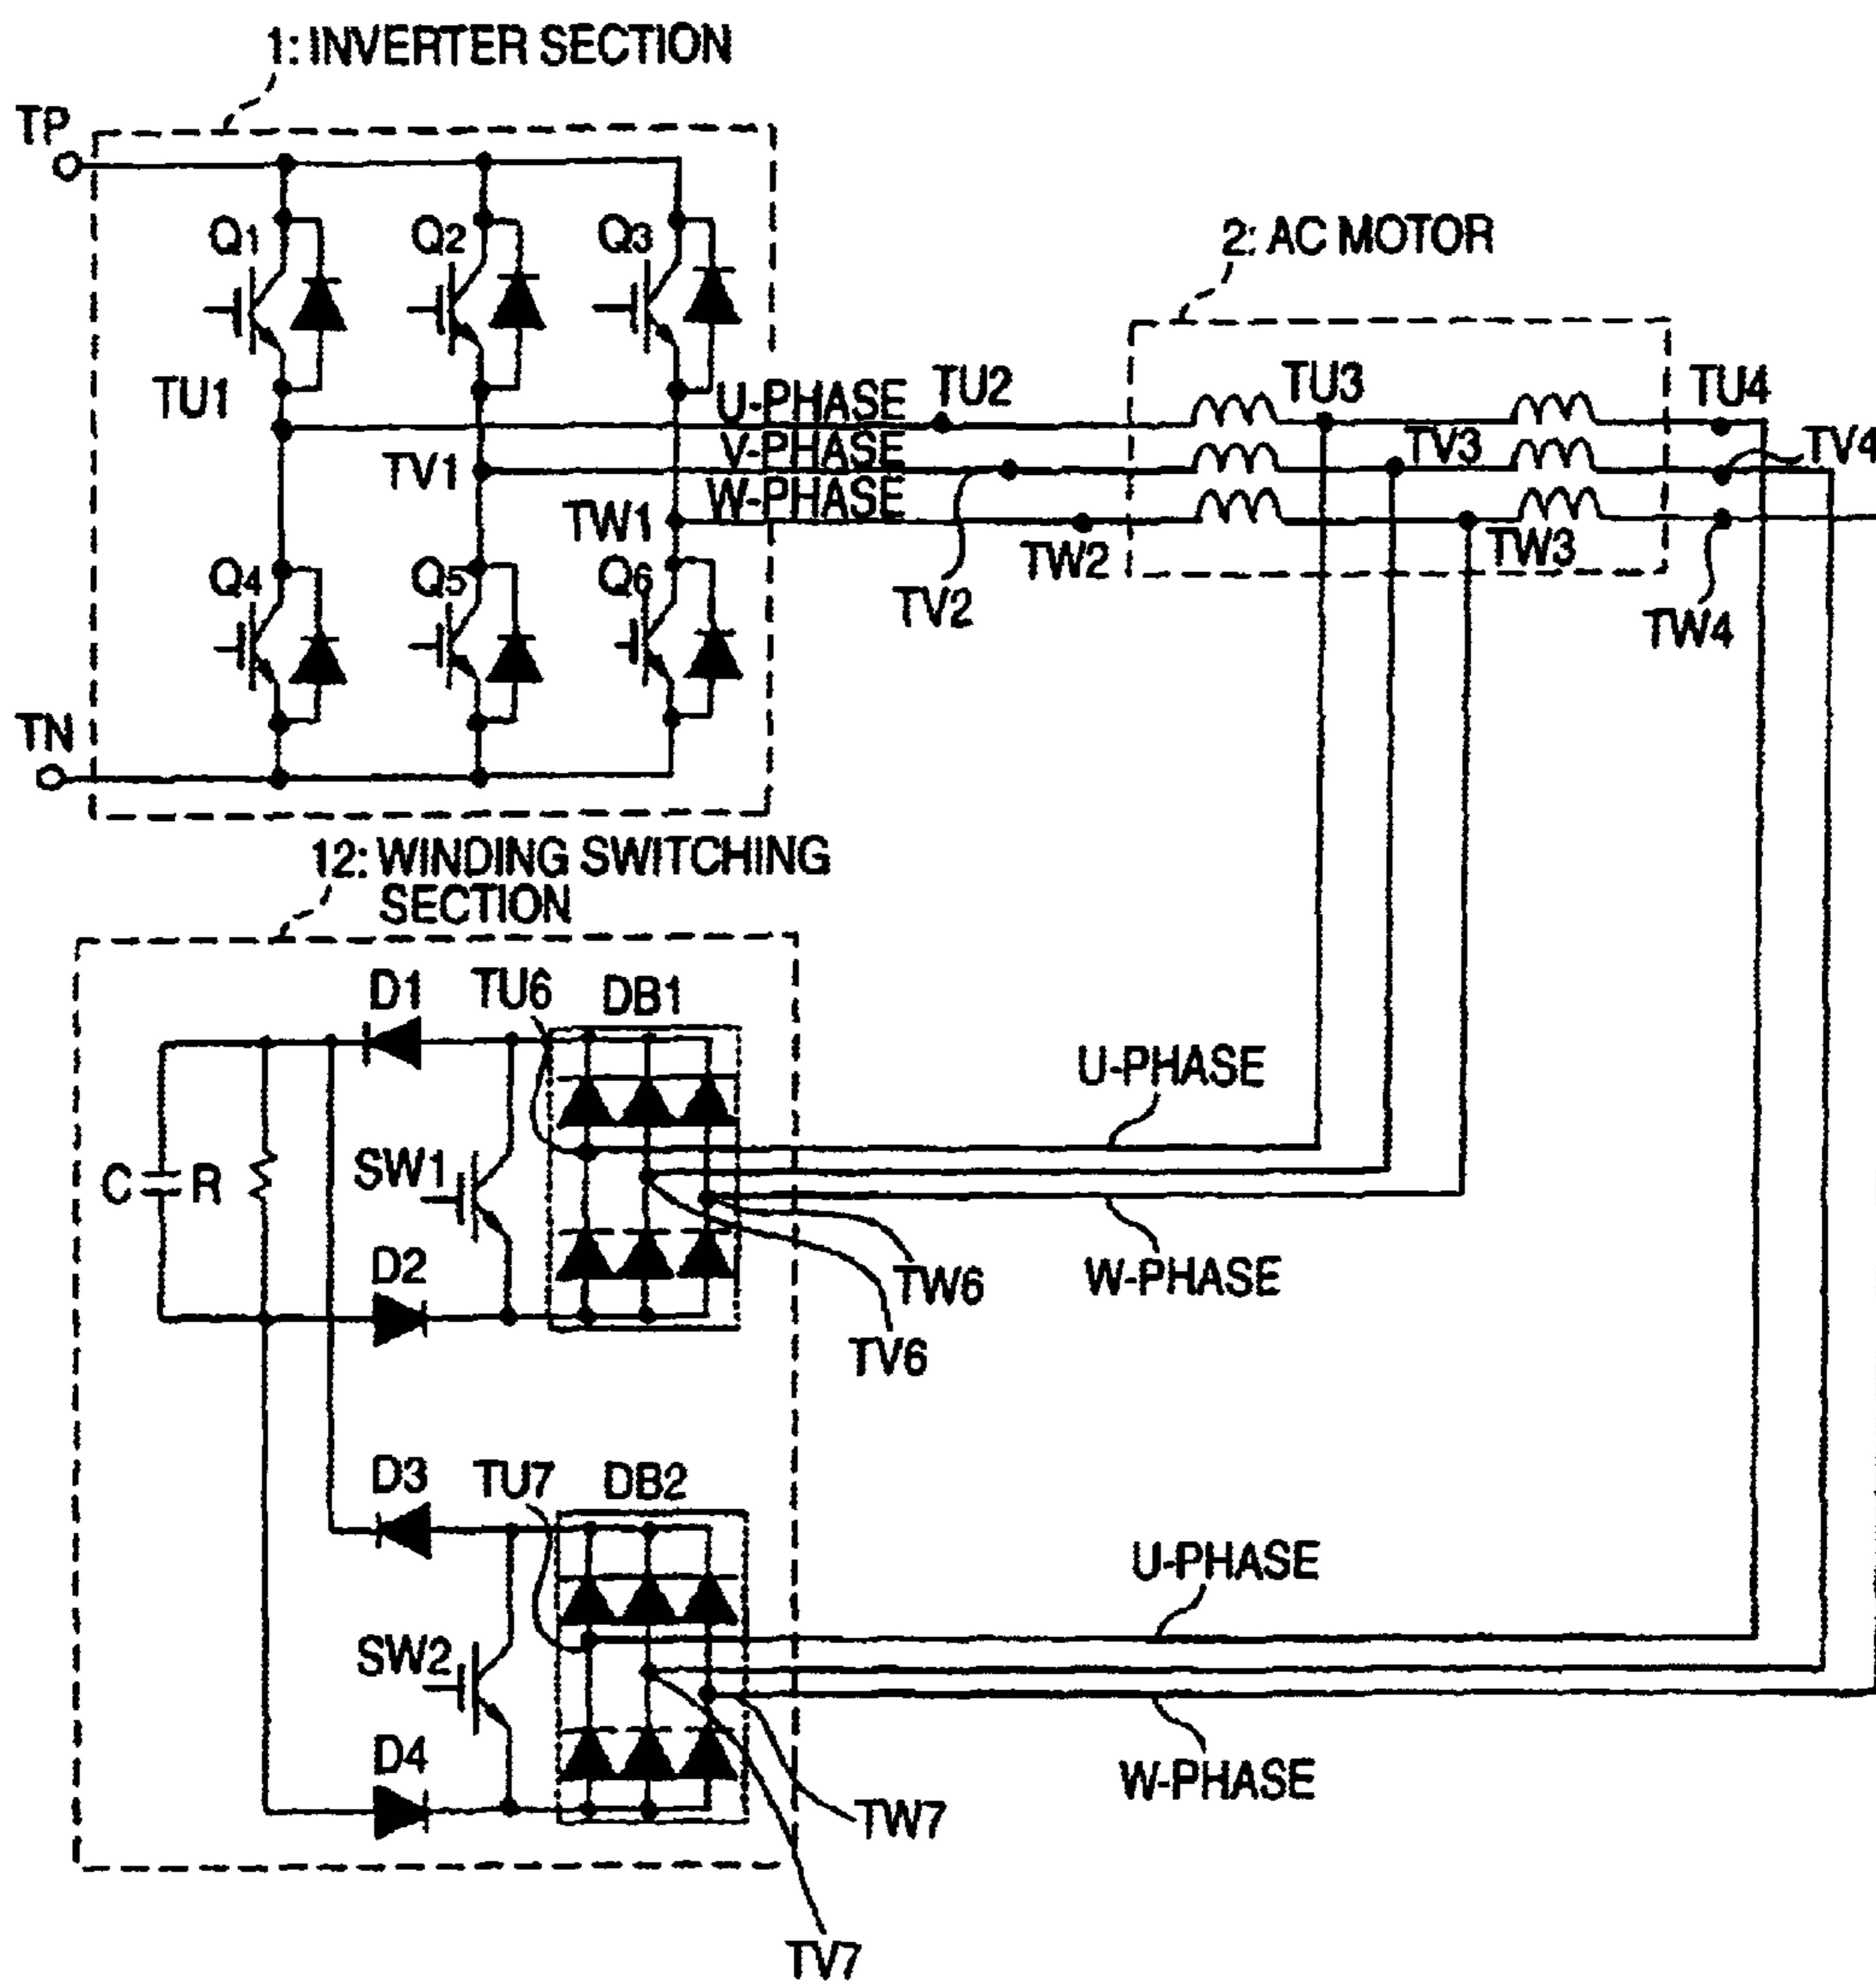 1: INVERTER SECTION
TP
Q1
Q2
Q3
2: AC MOTOR
TU1
U-PHASE
TU2
TU3
TU4
V-PHASE
TV1
TV3
TV4
W-PHASE
TW1
TW2
TW3
Q4
Q5
Q6
TV2
TW4
TN
12: WINDING SWITCHING
SECTION
D1
TU6
DB1
U-PHASE
C
R
SW1
D2
TW6
W-PHASE
TV6
D3
TU7
DB2
U-PHASE
SW2
D4
W-PHASE
TW7
TV7